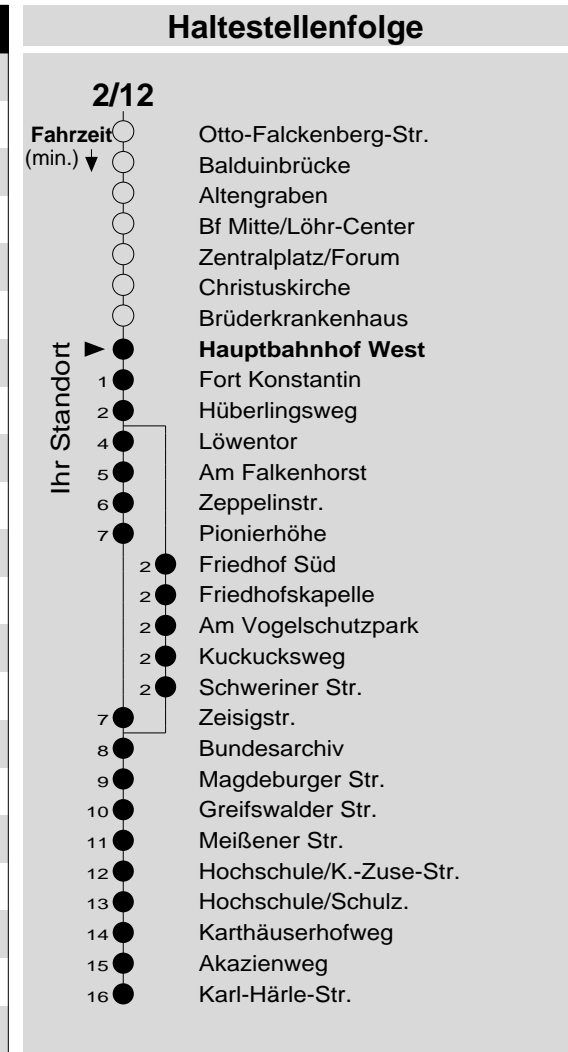 Haltestellenfolge
2/12
Fahrzeit
(min.)
Otto-Falckenberg-Str.
Balduinbrücke
Altengraben
Bf Mitte/Löhr-Center
Zentralplatz/Forum
Christuskirche
Brüderkrankenhaus
Ihr Standort
Hauptbahnhof West
1 Fort Konstantin
2 Hüberlingsweg
4 Löwentor
5 Am Falkenhorst
6 Zeppelinstr.
7 Pionierhöhe
2 Friedhof Süd
2 Friedhofskapelle
2 Am Vogelschutzpark
2 Kuckucksweg
2 Schweriner Str.
7 Zeisigstr.
8 Bundesarchiv
9 Magdeburger Str.
10 Greifswalder Str.
11 Meißener Str.
12 Hochschule/K.-Zuse-Str.
13 Hochschule/Schulz.
14 Karthäuserhofweg
15 Akazienweg
16 Karl-Härle-Str.